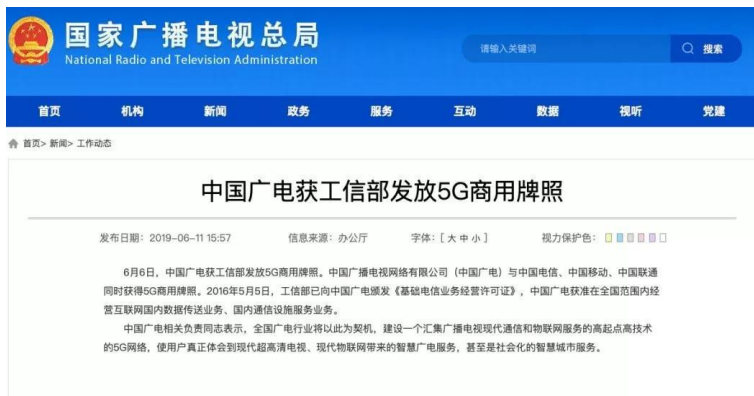 国家广播电视总局
National Radio and Television Administration
请输入关键词
搜索
首页 机构 新闻 政务 服务 互动 数据 视听 党建
首页> 新闻> 工作动态
中国广电获工信部发放5G商用牌照
发布日期：2019-06-11 15:57 信息来源：办公厅 字体：[ 大 中 小 ] 视力保护色：
6月6日，中国广电获工信部发放5G商用牌照。中国广播电视网络有限公司（中国广电）与中国电信、中国移动、中国联通
同时获得5G商用牌照。2016年5月5日，工信部已向中国广电颁发《基础电信业务经营许可证》，中国广电获准在全国范围内经
营互联网国内数据传送业务、国内通信设施服务业务。
中国广电相关负责同志表示，全国广电行业将以此为契机，建设一个汇集广播电视现代通信和物联网服务的高起点高技术
的5G网络，使用户真正体会到现代超高清电视、现代物联网带来的智慧广电服务，甚至是社会化的智慧城市服务。